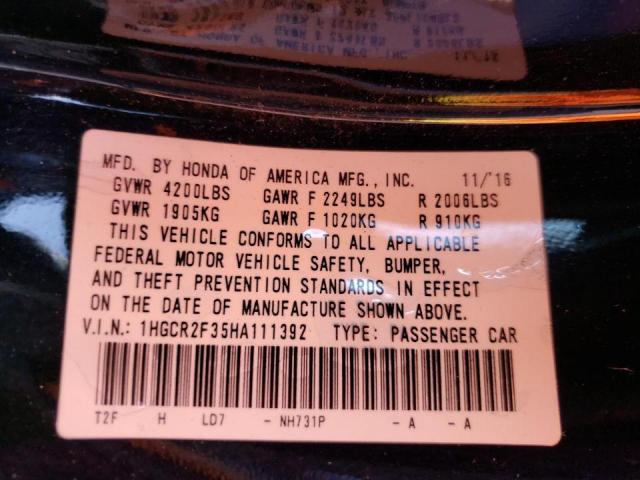 MFD. BY HONDA OF AMERICA MFG., INC. 11/'16
GVWR 4200LBS GAWR F 2249LBS R 2006LBS
GVWR 1905KG GAWR F 1020KG R 910KG
THIS VEHICLE CONFORMS TO ALL APPLICABLE
FEDERAL MOTOR VEHICLE SAFETY, BUMPER,
AND THEFT PREVENTION STANDARDS IN EFFECT
ON THE DATE OF MANUFACTURE SHOWN ABOVE.
V.I.N.: 1HGCR2F35HA111392 TYPE: PASSENGER CAR
T2F H LD7 - NH731P - A - A